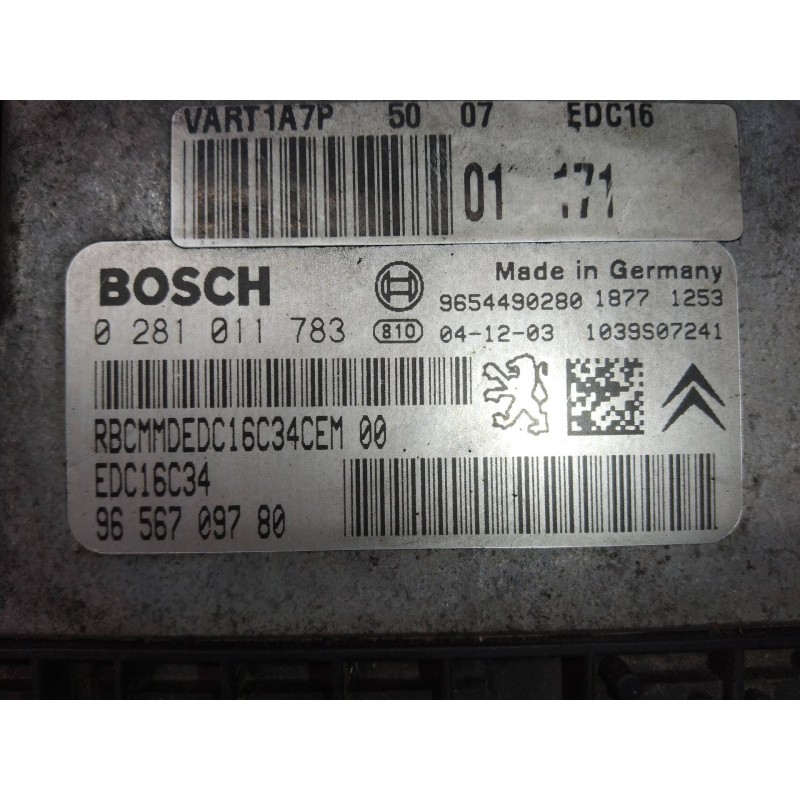 VART1A7P 50 07 EDC16
01 171
BOSCH Made in Germany
9654490280 1877 1253
0 281 011 783 810 04-12-03 1039S07241
RBCMMDEDC16C34CEM 00
EDC16C34
96 567 097 80